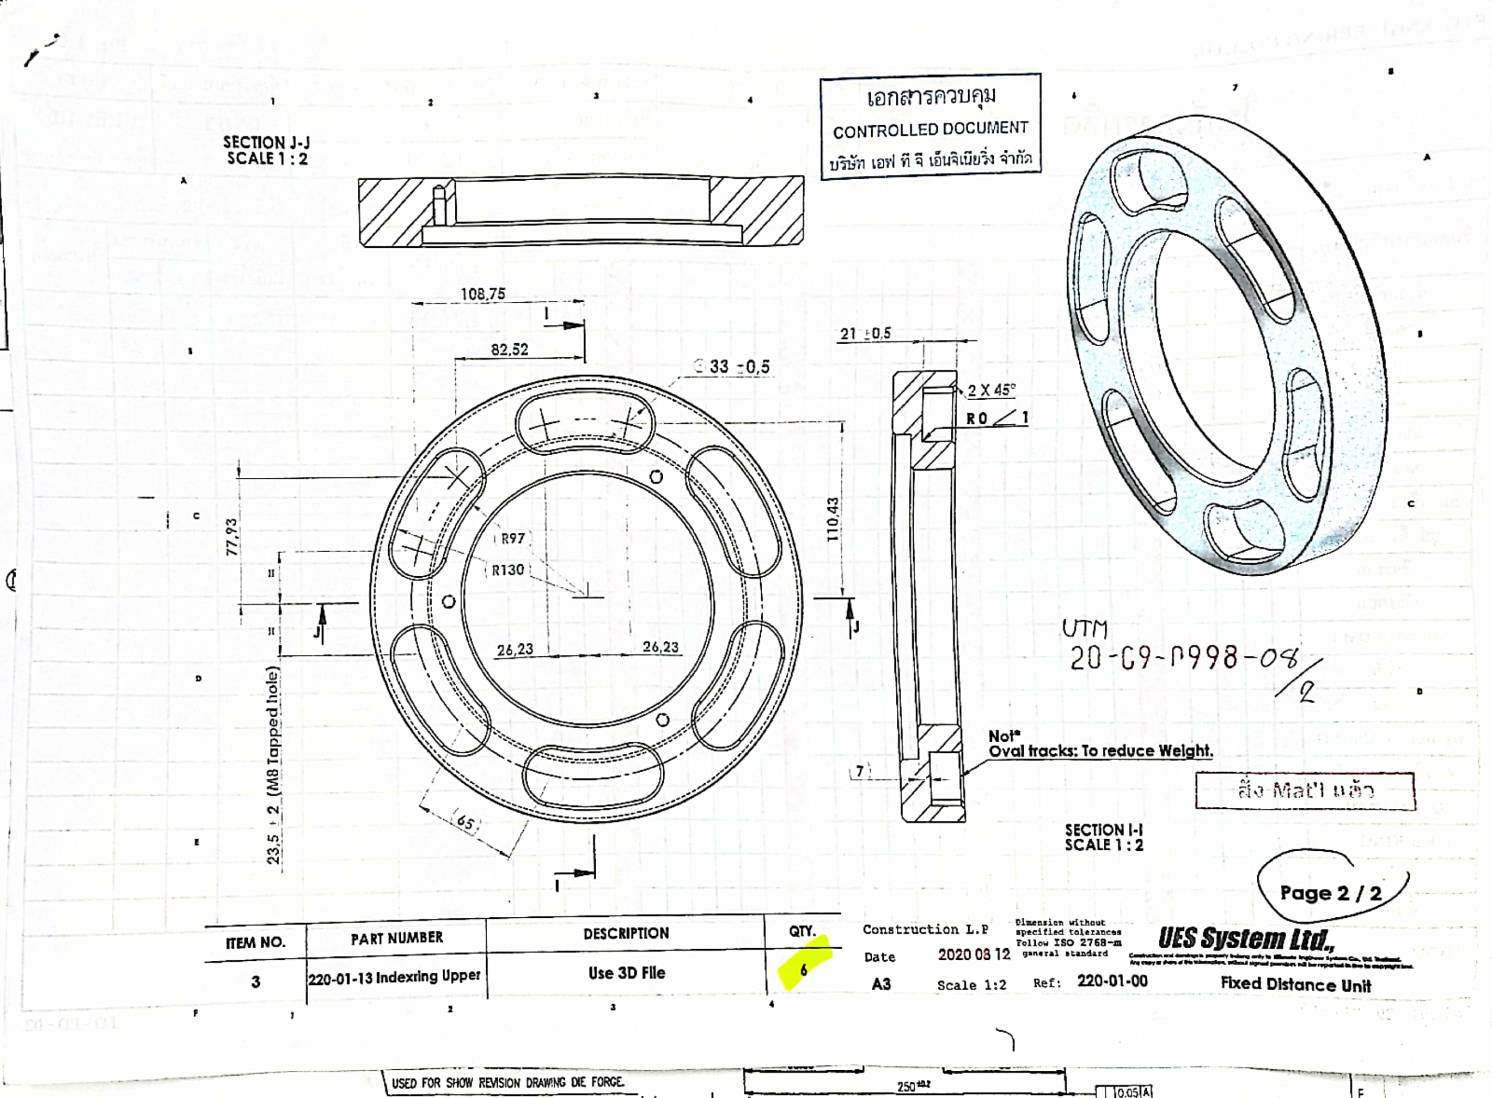 1 2 3 4 6 7 8
เอกสารควบคุม
CONTROLLED DOCUMENT
บริษัท เอฟ ที จี เอ็นจิเนียริ่ง จำกัด
SECTION J-J
SCALE 1 : 2
A A
108,75
I
82,52
33 ±0,5
21 ±0,5
2 X 45°
R0 ∠ 1
B
C C
77,93
110,43
R97
R130
=
=
J J
26,23 26,23
23,5 ± 2 (M8 Tapped hole)
(65)
I
(7)
D D
E
UTM
20-09-0998-08/2
Note
Oval tracks: To reduce Weight.
สั่ง Mat'l แล้ว
SECTION I-I
SCALE 1 : 2
Page 2 / 2
ITEM NO. PART NUMBER DESCRIPTION QTY.
3 220-01-13 Indexring Upper Use 3D File 6
Construction L.P
Date 2020 08 12
A3 Scale 1:2 Ref: 220-01-00
Dimension without
specified tolerances
Follow ISO 2768-m
general standard
UES System Ltd.,
Fixed Distance Unit
F 1 2 3 4
USED FOR SHOW REVISION DRAWING DIE FORGE.
250 ±0.2
0.05 A
F